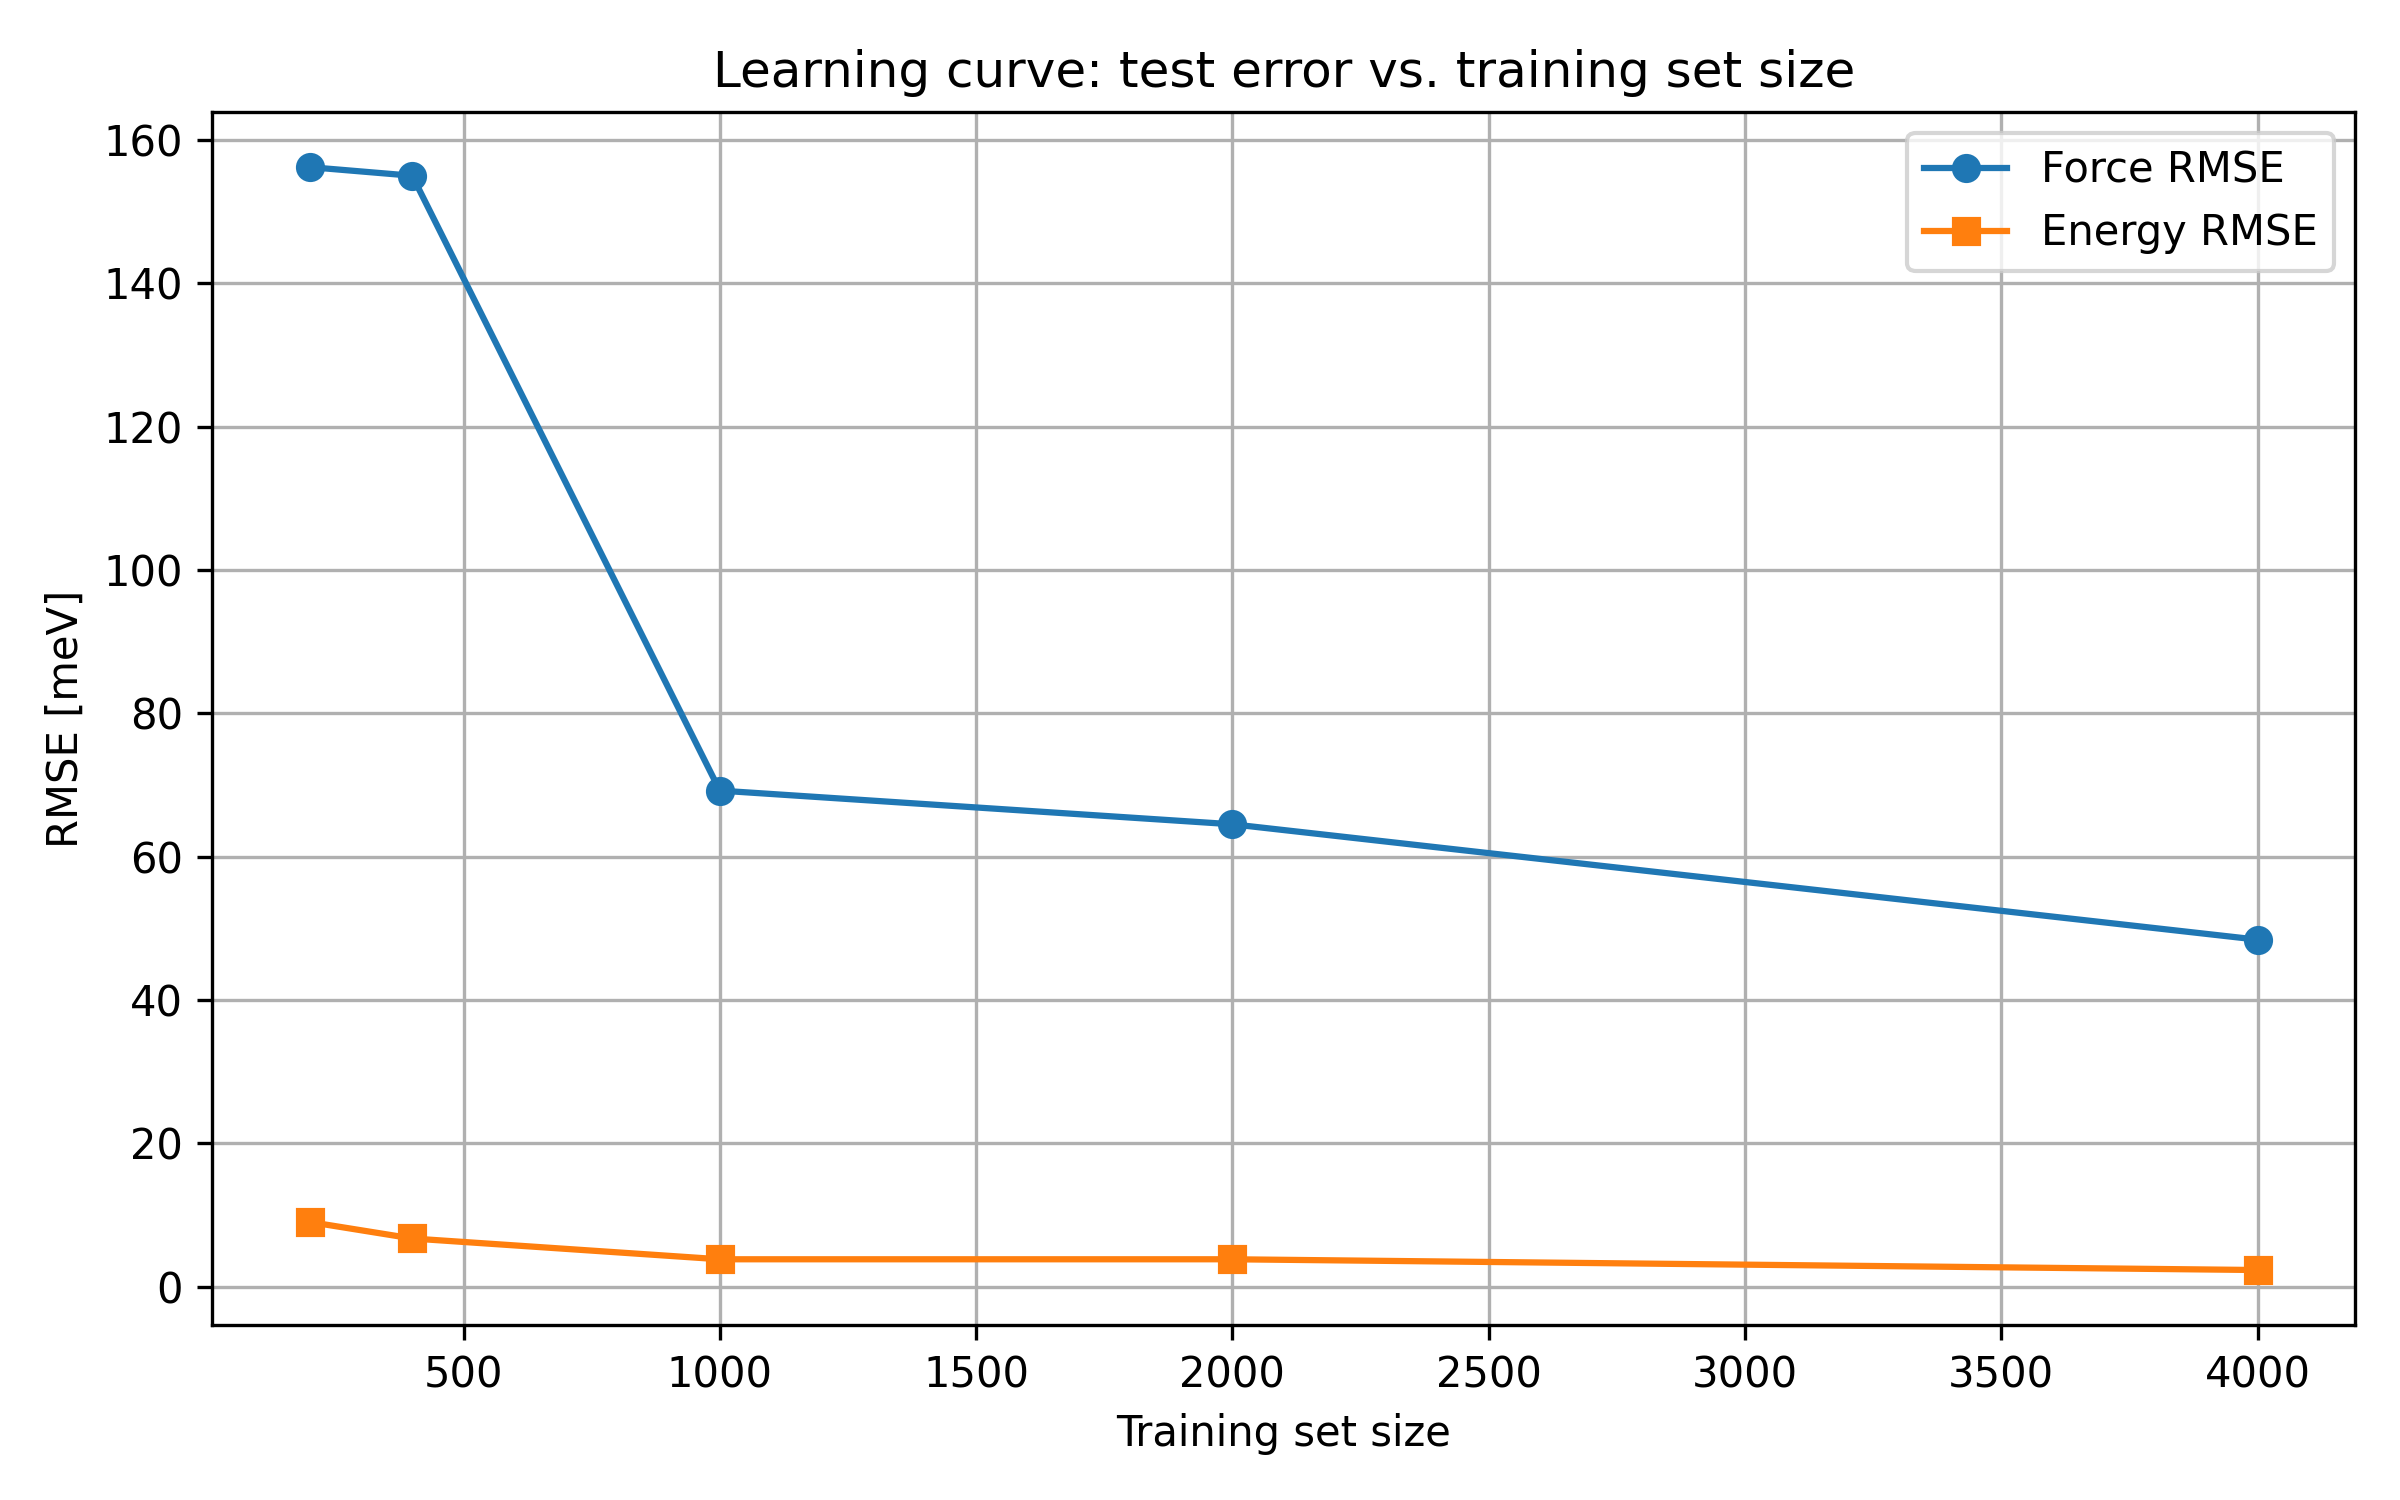 Learning curve: test error vs. training set size
Force RMSE
Energy RMSE
RMSE [meV]
160
140
120
100
80
60
40
20
0
500 1000 1500 2000 2500 3000 3500 4000
Training set size